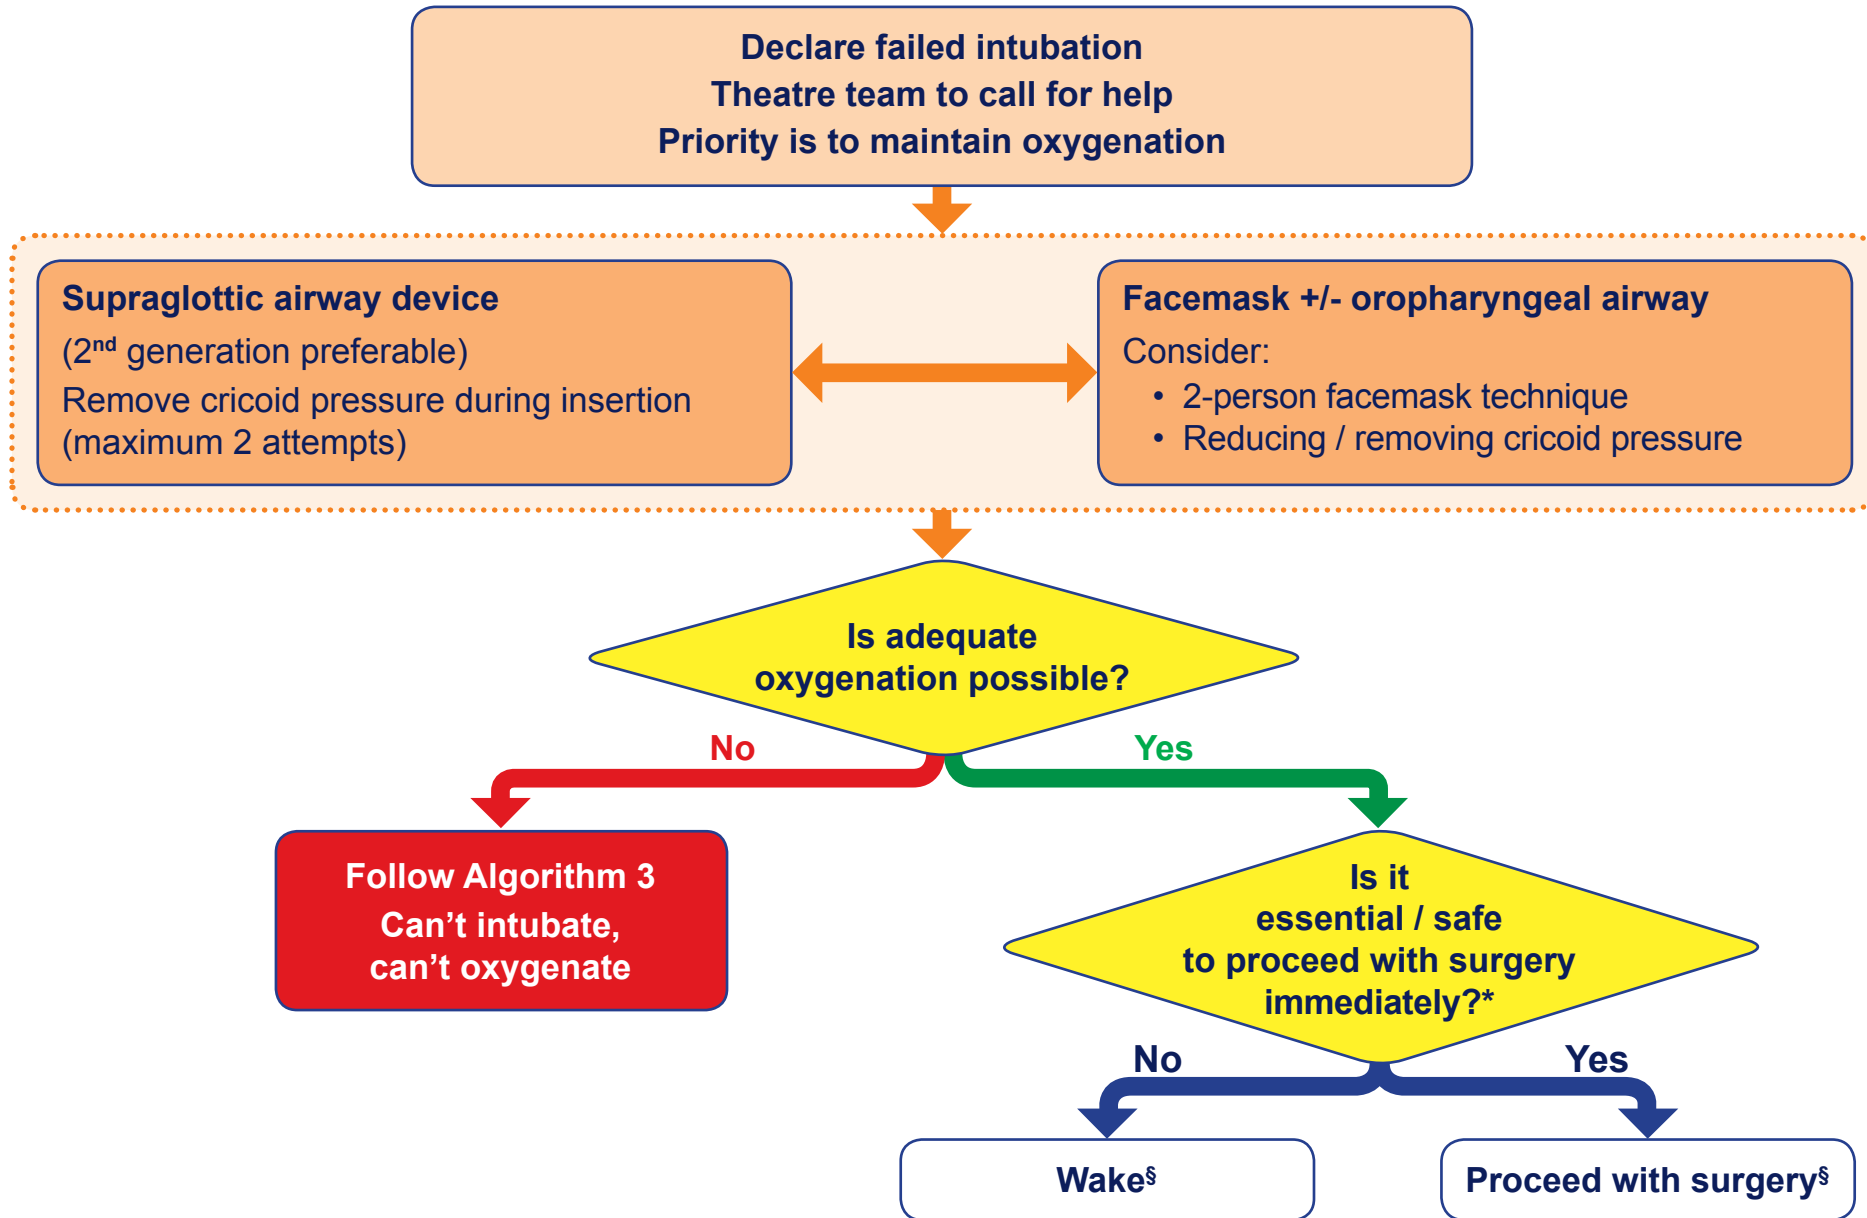 Declare failed intubation
Theatre team to call for help
Priority is to maintain oxygenation
Supraglottic airway device
(2nd generation preferable)
Remove cricoid pressure during insertion
(maximum 2 attempts)
Facemask +/- oropharyngeal airway
Consider:
• 2-person facemask technique
• Reducing / removing cricoid pressure
Is adequate
oxygenation possible?
No
Yes
Follow Algorithm 3
Can’t intubate,
can’t oxygenate
Is it
essential / safe
to proceed with surgery
immediately?*
No
Yes
Wake§
Proceed with surgery§